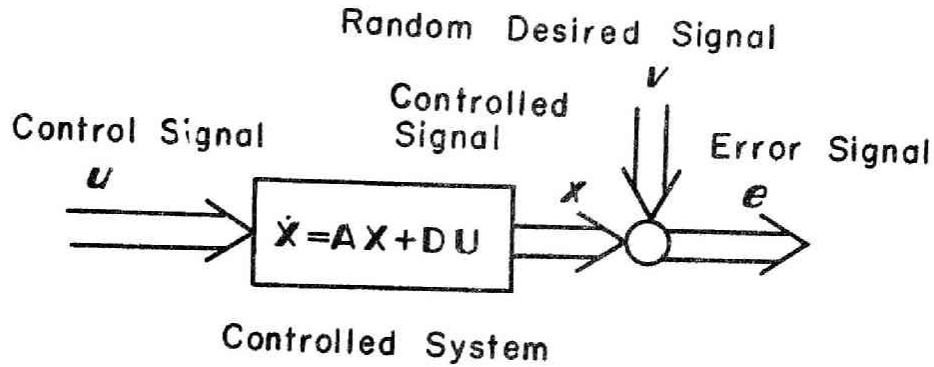 Random Desired Signal
v
Controlled
Signal
Control Signal
Error Signal
u
x
e
Ẋ=AX+DU
Controlled System